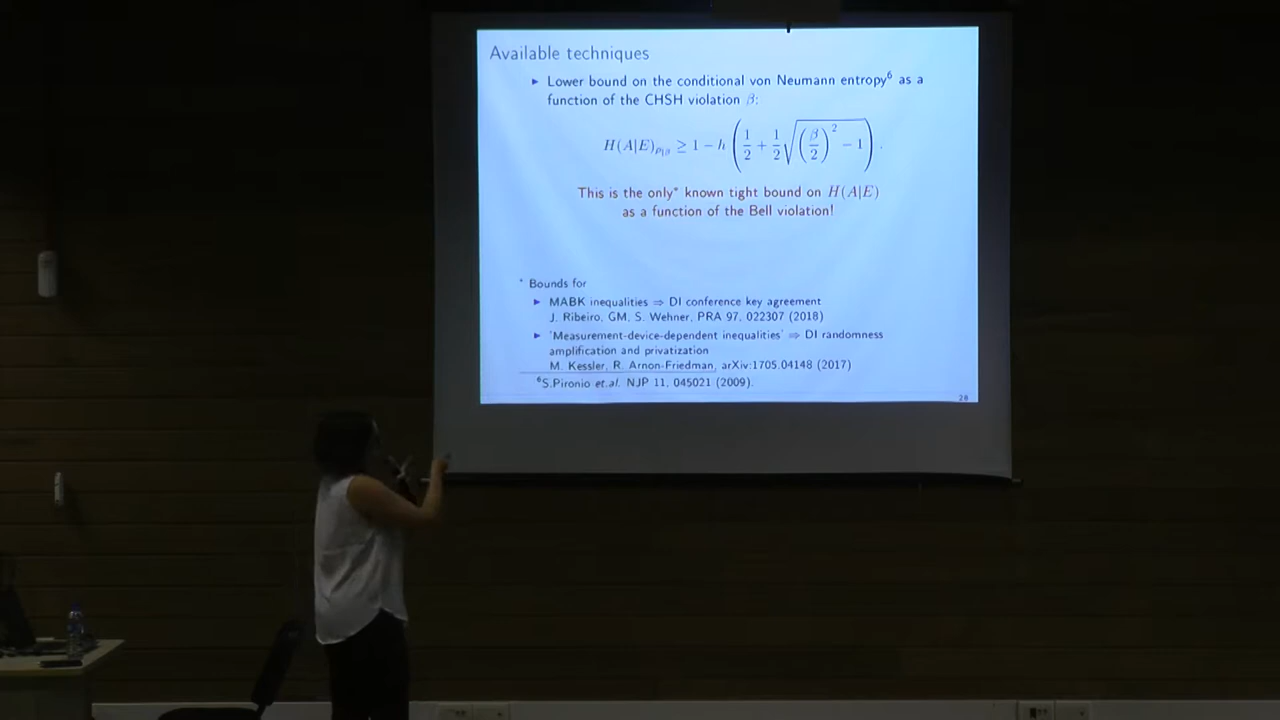 Available techniques
► Lower bound on the conditional von Neumann entropy⁶ as a
function of the CHSH violation β:
H(A|E)ρ|β ≥ 1 − h (1/2 + 1/2 √((β/2)² − 1)).
This is the only* known tight bound on H(A|E)
as a function of the Bell violation!
* Bounds for
► MABK inequalities ⇒ DI conference key agreement
J. Ribeiro, GM, S. Wehner, PRA 97, 022307 (2018)
► 'Measurement-device-dependent inequalities' ⇒ DI randomness
amplification and privatization
M. Kessler, R. Arnon-Friedman, arXiv:1705.04148 (2017)
⁶S.Pironio et.al. NJP 11, 045021 (2009).
28